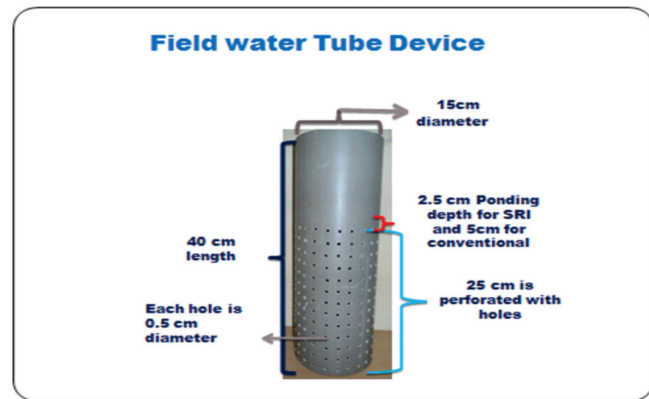 Field water Tube Device
15cm
diameter
2.5 cm Ponding
depth for SRI
and 5cm for
conventional
40 cm
length
25 cm is
perforated with
holes
Each hole is
0.5 cm
diameter